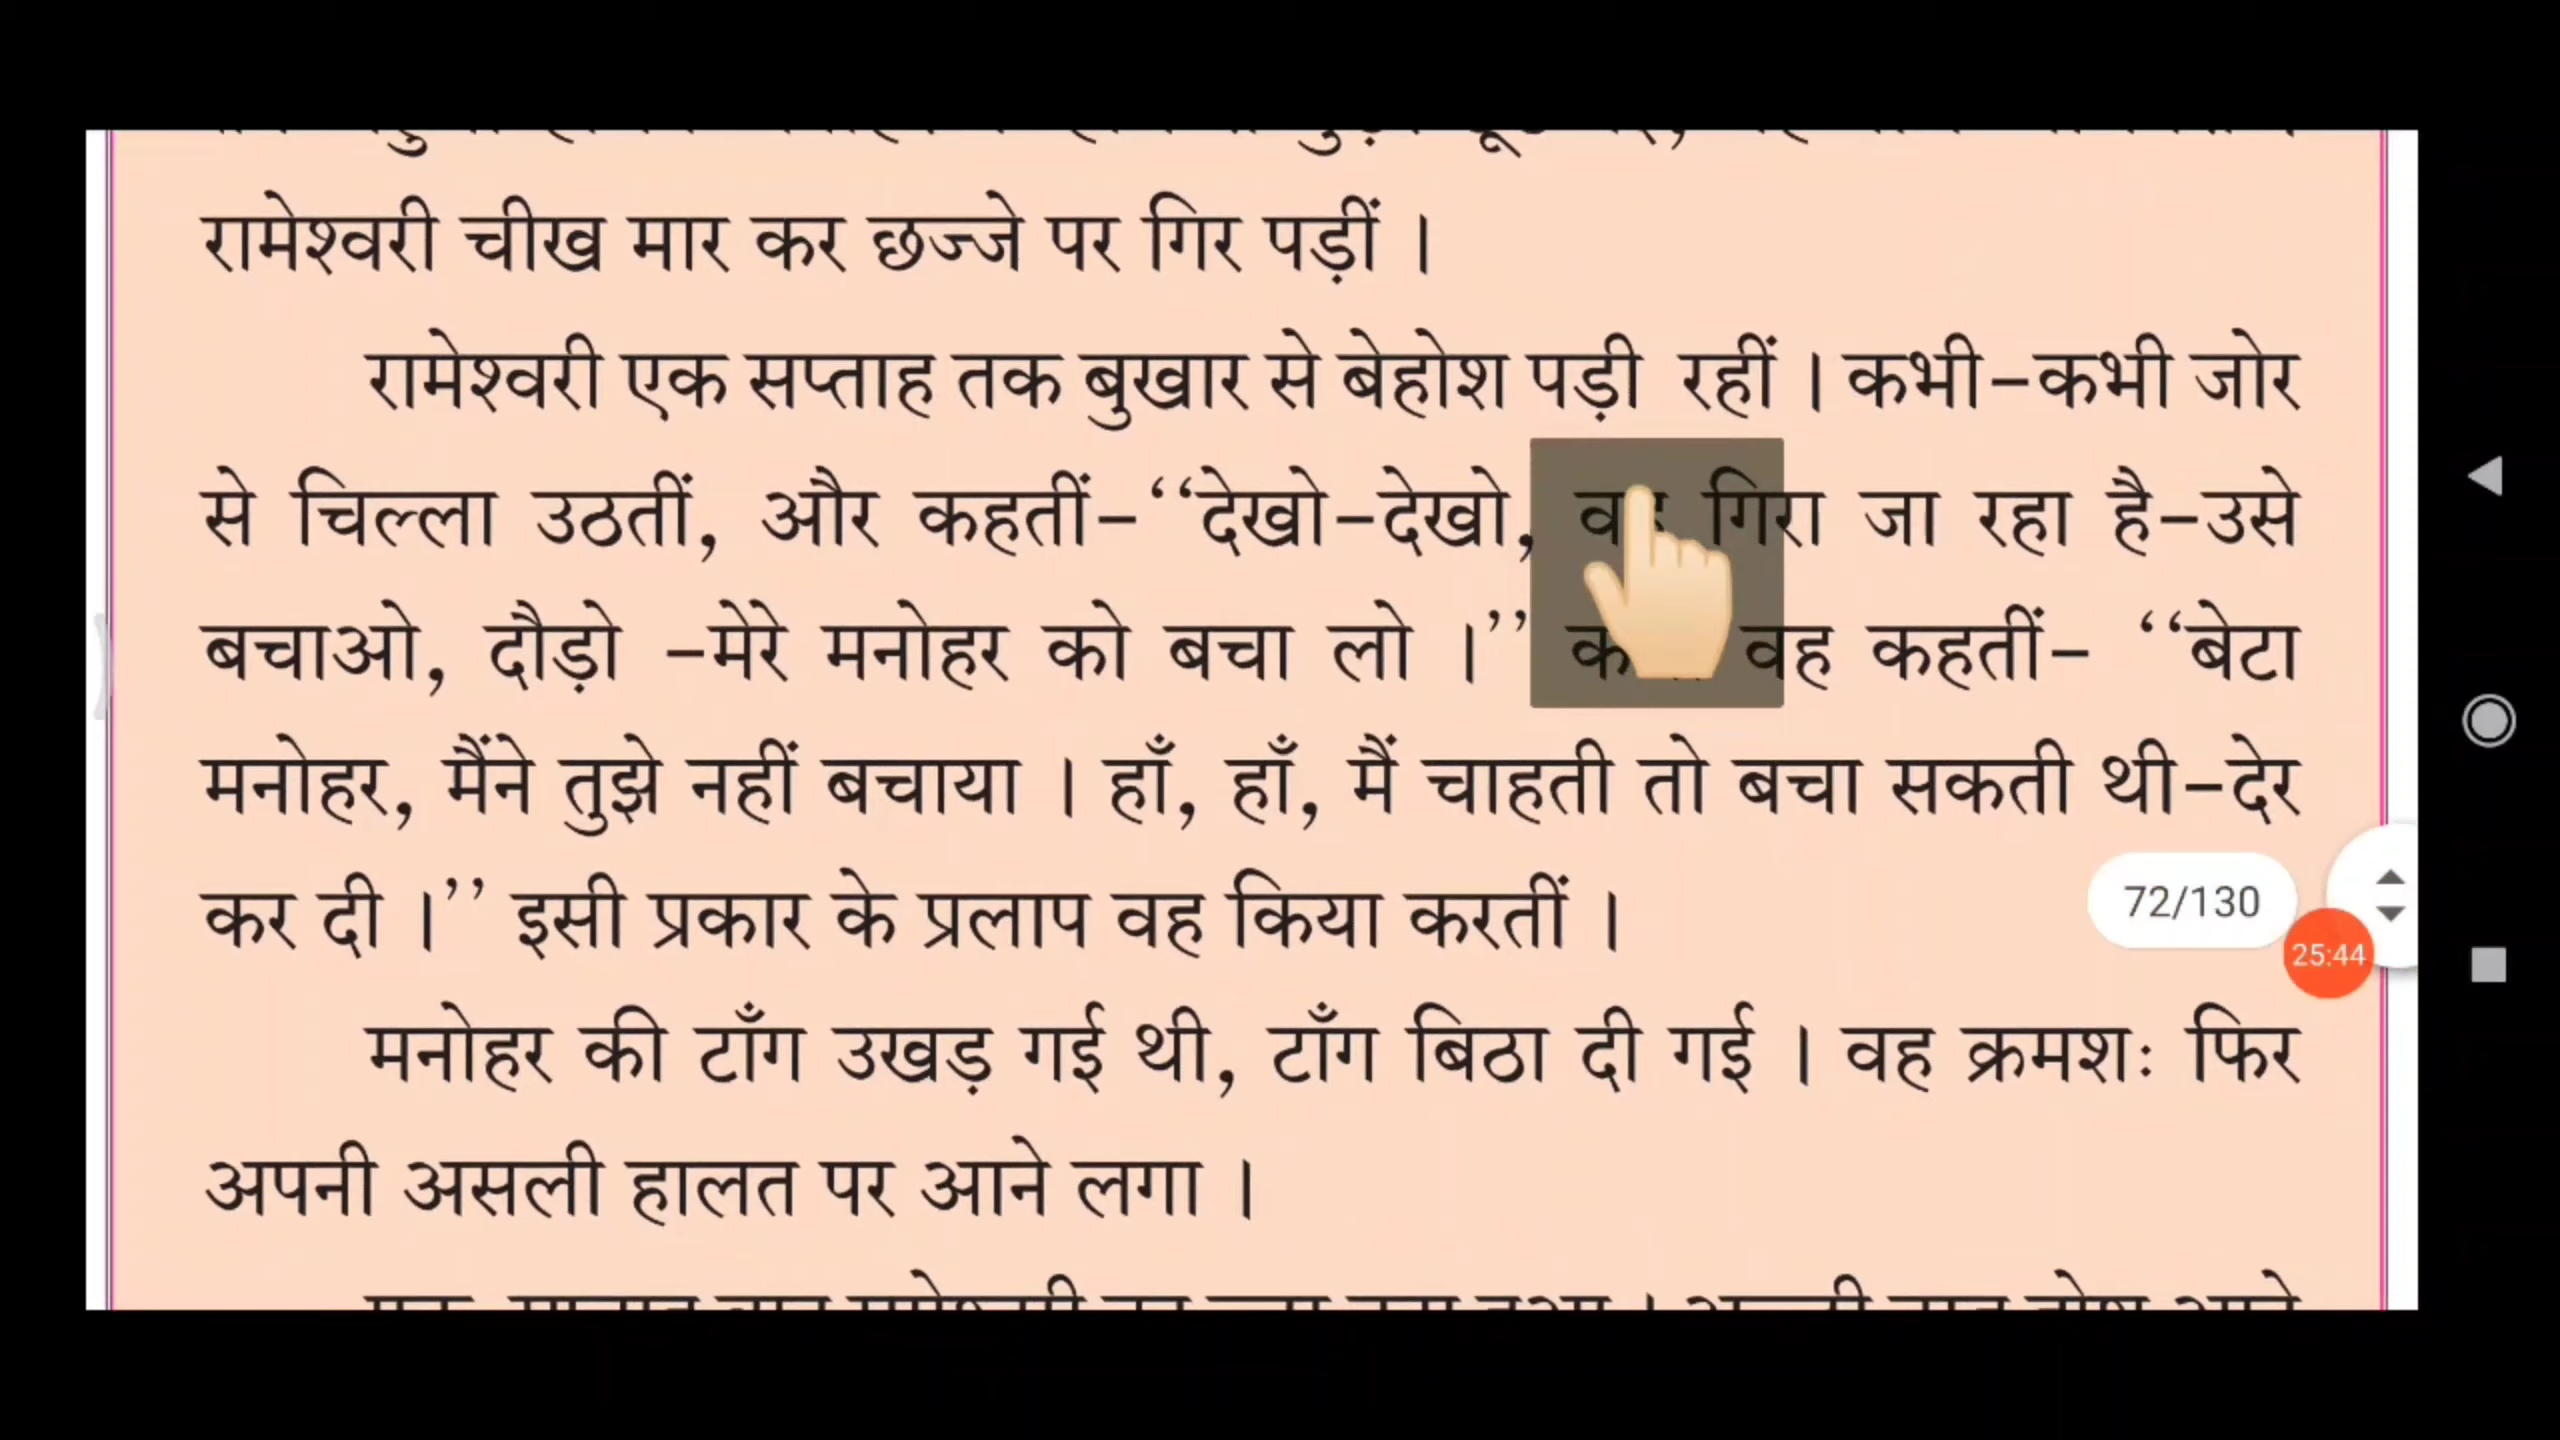 रामेश्वरी चीख मार कर छज्जे पर गिर पड़ीं ।
रामेश्वरी एक सप्ताह तक बुखार से बेहोश पड़ी रहीं । कभी-कभी जोर
से चिल्ला उठतीं, और कहतीं-‘‘देखो-देखो, वह गिरा जा रहा है-उसे
बचाओ, दौड़ो -मेरे मनोहर को बचा लो ।’’ वह कहतीं- ‘‘बेटा
मनोहर, मैंने तुझे नहीं बचाया । हाँ, हाँ, मैं चाहती तो बचा सकती थी-देर
कर दी ।’’ इसी प्रकार के प्रलाप वह किया करतीं ।
72/130
25:44
मनोहर की टाँग उखड़ गई थी, टाँग बिठा दी गई । वह क्रमशः फिर
अपनी असली हालत पर आने लगा ।